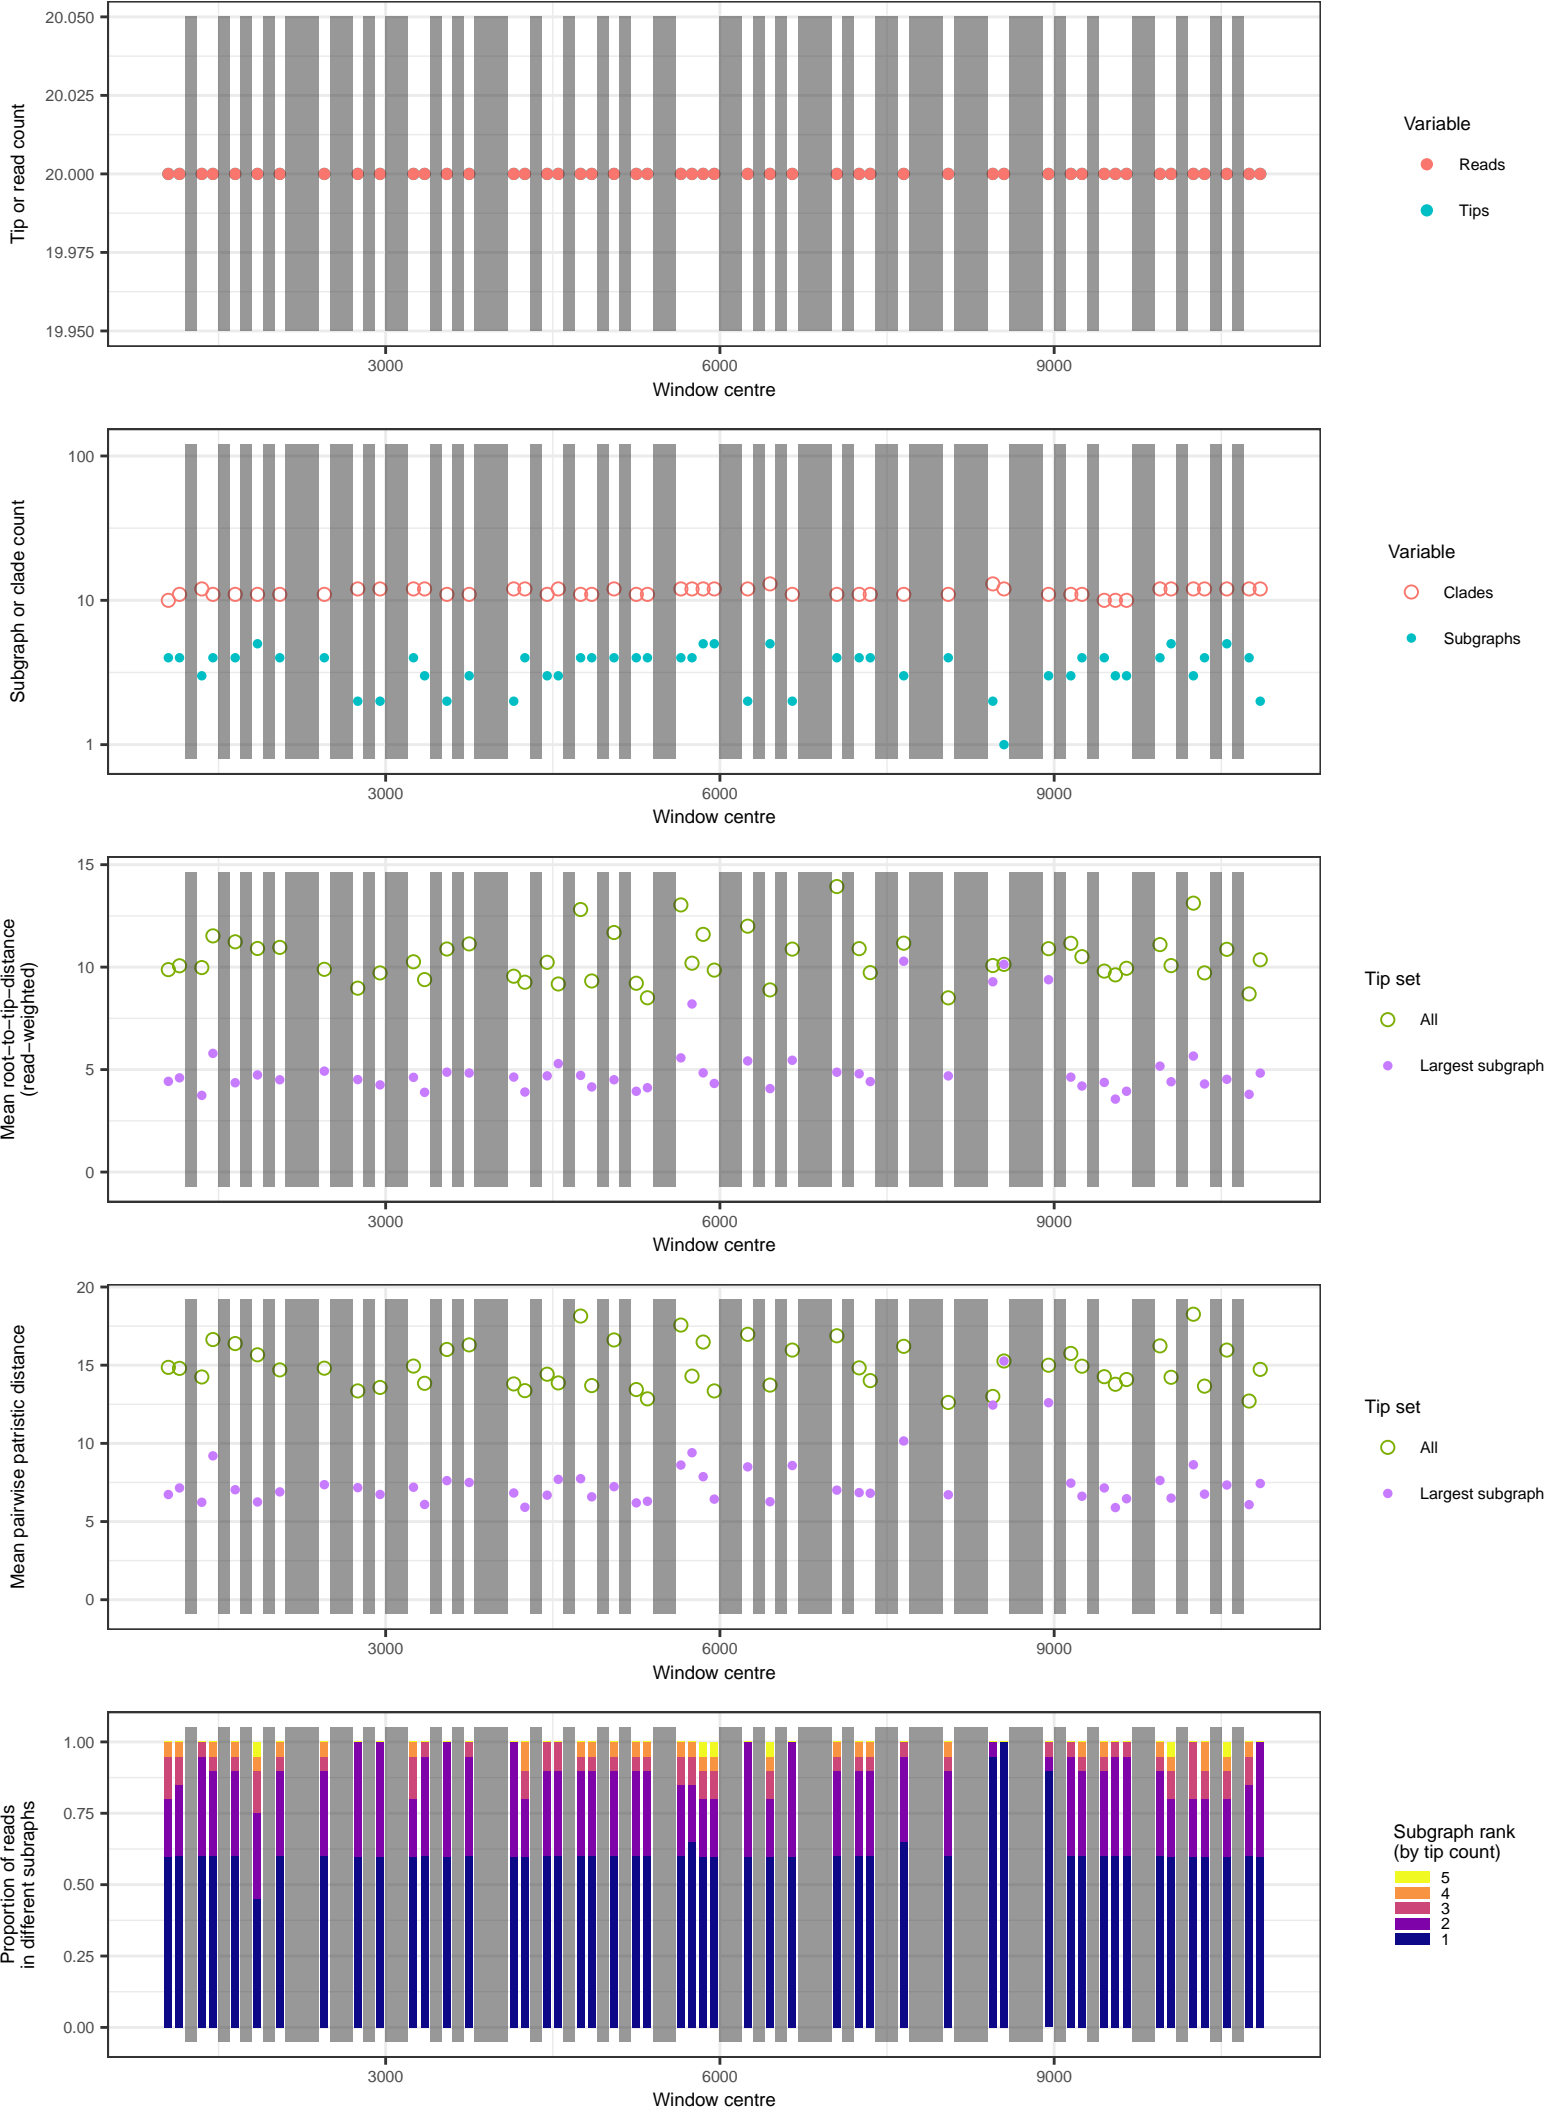 20.050
20.025
20.000
19.975
19.950
Tip or read count
3000
6000
9000
Window centre
Variable
Reads
Tips
100
10
1
Subgraph or clade count
3000
6000
9000
Window centre
Variable
Clades
Subgraphs
15
10
5
0
Mean root−to−tip−distance
(read−weighted)
3000
6000
9000
Window centre
Tip set
All
Largest subgraph
20
15
10
5
0
Mean pairwise patristic distance
3000
6000
9000
Window centre
Tip set
All
Largest subgraph
1.00
0.75
0.50
0.25
0.00
Proportion of reads
in different subraphs
3000
6000
9000
Window centre
Subgraph rank
(by tip count)
5
4
3
2
1